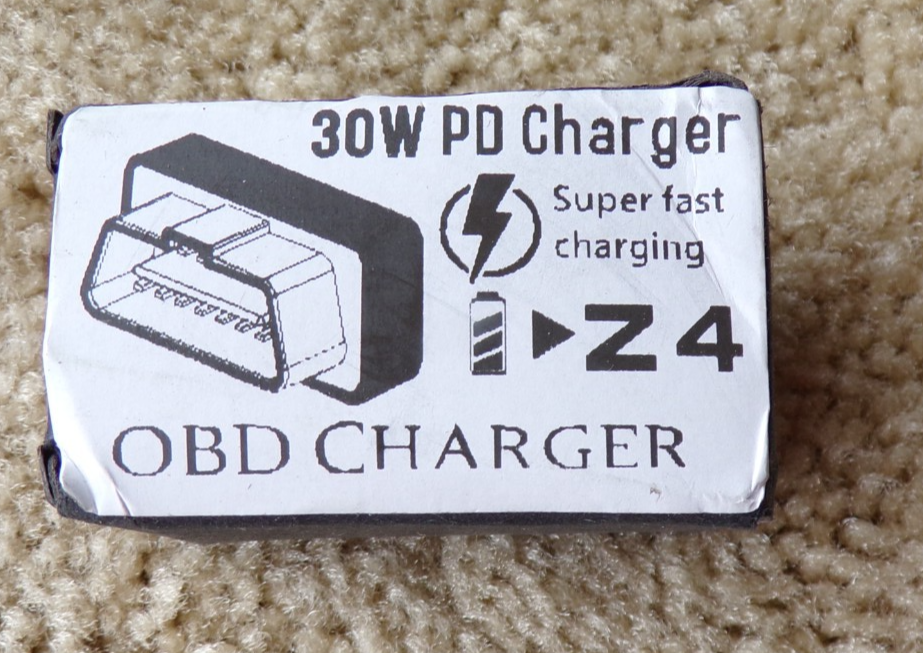 30W PD Charger
Super fast
charging
Z4
OBD CHARGER